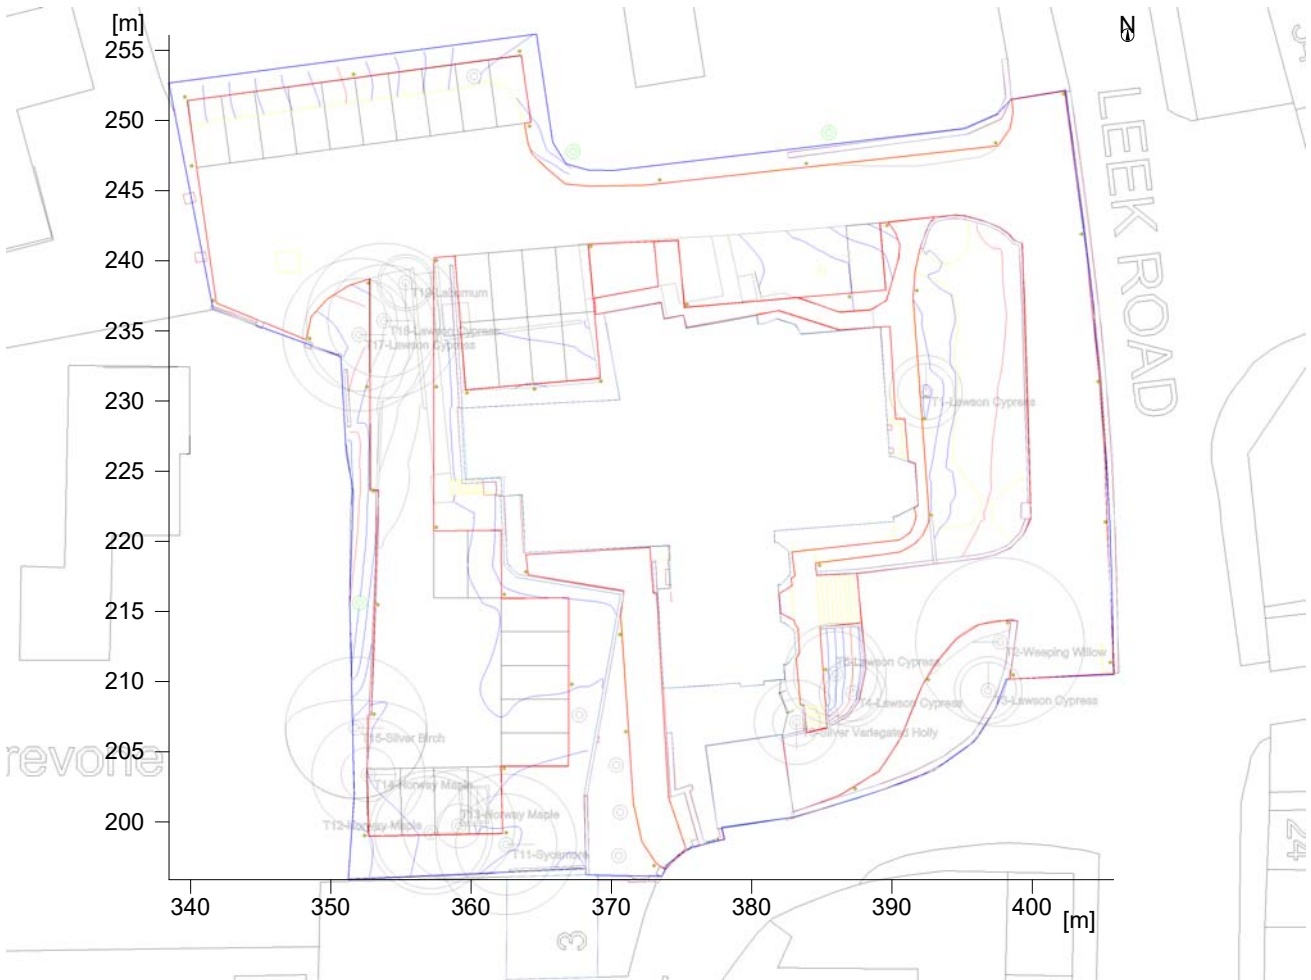 [m]
N
255
250
245
240
235
230
225
220
215
210
205
200
340
350
360
370
380
390
400
[m]
LEEK ROAD
T19-Laburnum
T18-Lawson Cypress
T17-Lawson Cypress
T1-Lawson Cypress
T2-Weeping Willow
T3-Lawson Cypress
Lawson Cypress
T4-Lawson Cypress
Silver Variegated Holly
T15-Silver Birch
T14-Norway Maple
T13-Norway Maple
T12-Norway Maple
T11-Sycamore
revone
3
24